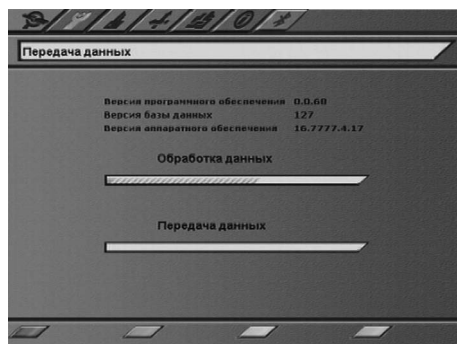 Передача данных
Версия программного обеспечения 0.0.60
Версия базы данных 127
Версия аппаратного обеспечения 16.7777.4.17
Обработка данных
Передача данных